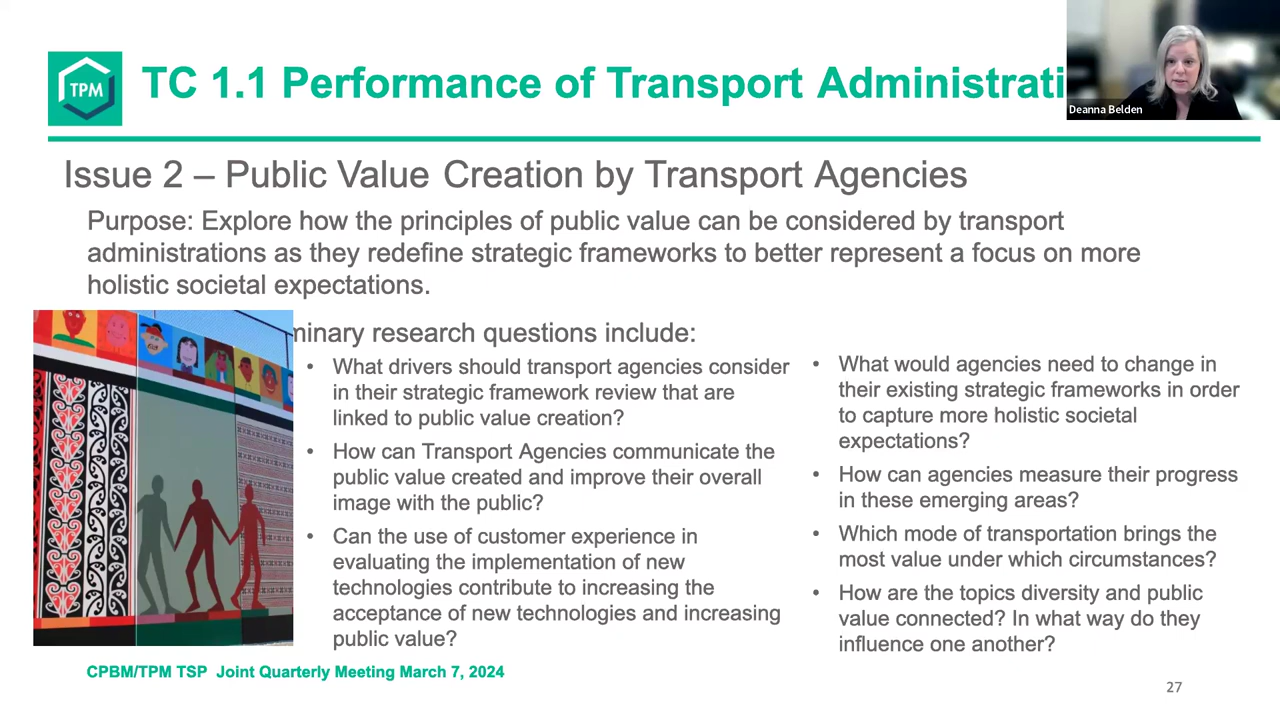 TPM
TC 1.1 Performance of Transport Administrati
Deanna Belden
Issue 2 – Public Value Creation by Transport Agencies
Purpose: Explore how the principles of public value can be considered by transport
administrations as they redefine strategic frameworks to better represent a focus on more
holistic societal expectations.
minary research questions include:
• What drivers should transport agencies consider
in their strategic framework review that are
linked to public value creation?
• How can Transport Agencies communicate the
public value created and improve their overall
image with the public?
• Can the use of customer experience in
evaluating the implementation of new
technologies contribute to increasing the
acceptance of new technologies and increasing
public value?
• What would agencies need to change in
their existing strategic frameworks in order
to capture more holistic societal
expectations?
• How can agencies measure their progress
in these emerging areas?
• Which mode of transportation brings the
most value under which circumstances?
• How are the topics diversity and public
value connected? In what way do they
influence one another?
CPBM/TPM TSP Joint Quarterly Meeting March 7, 2024
27